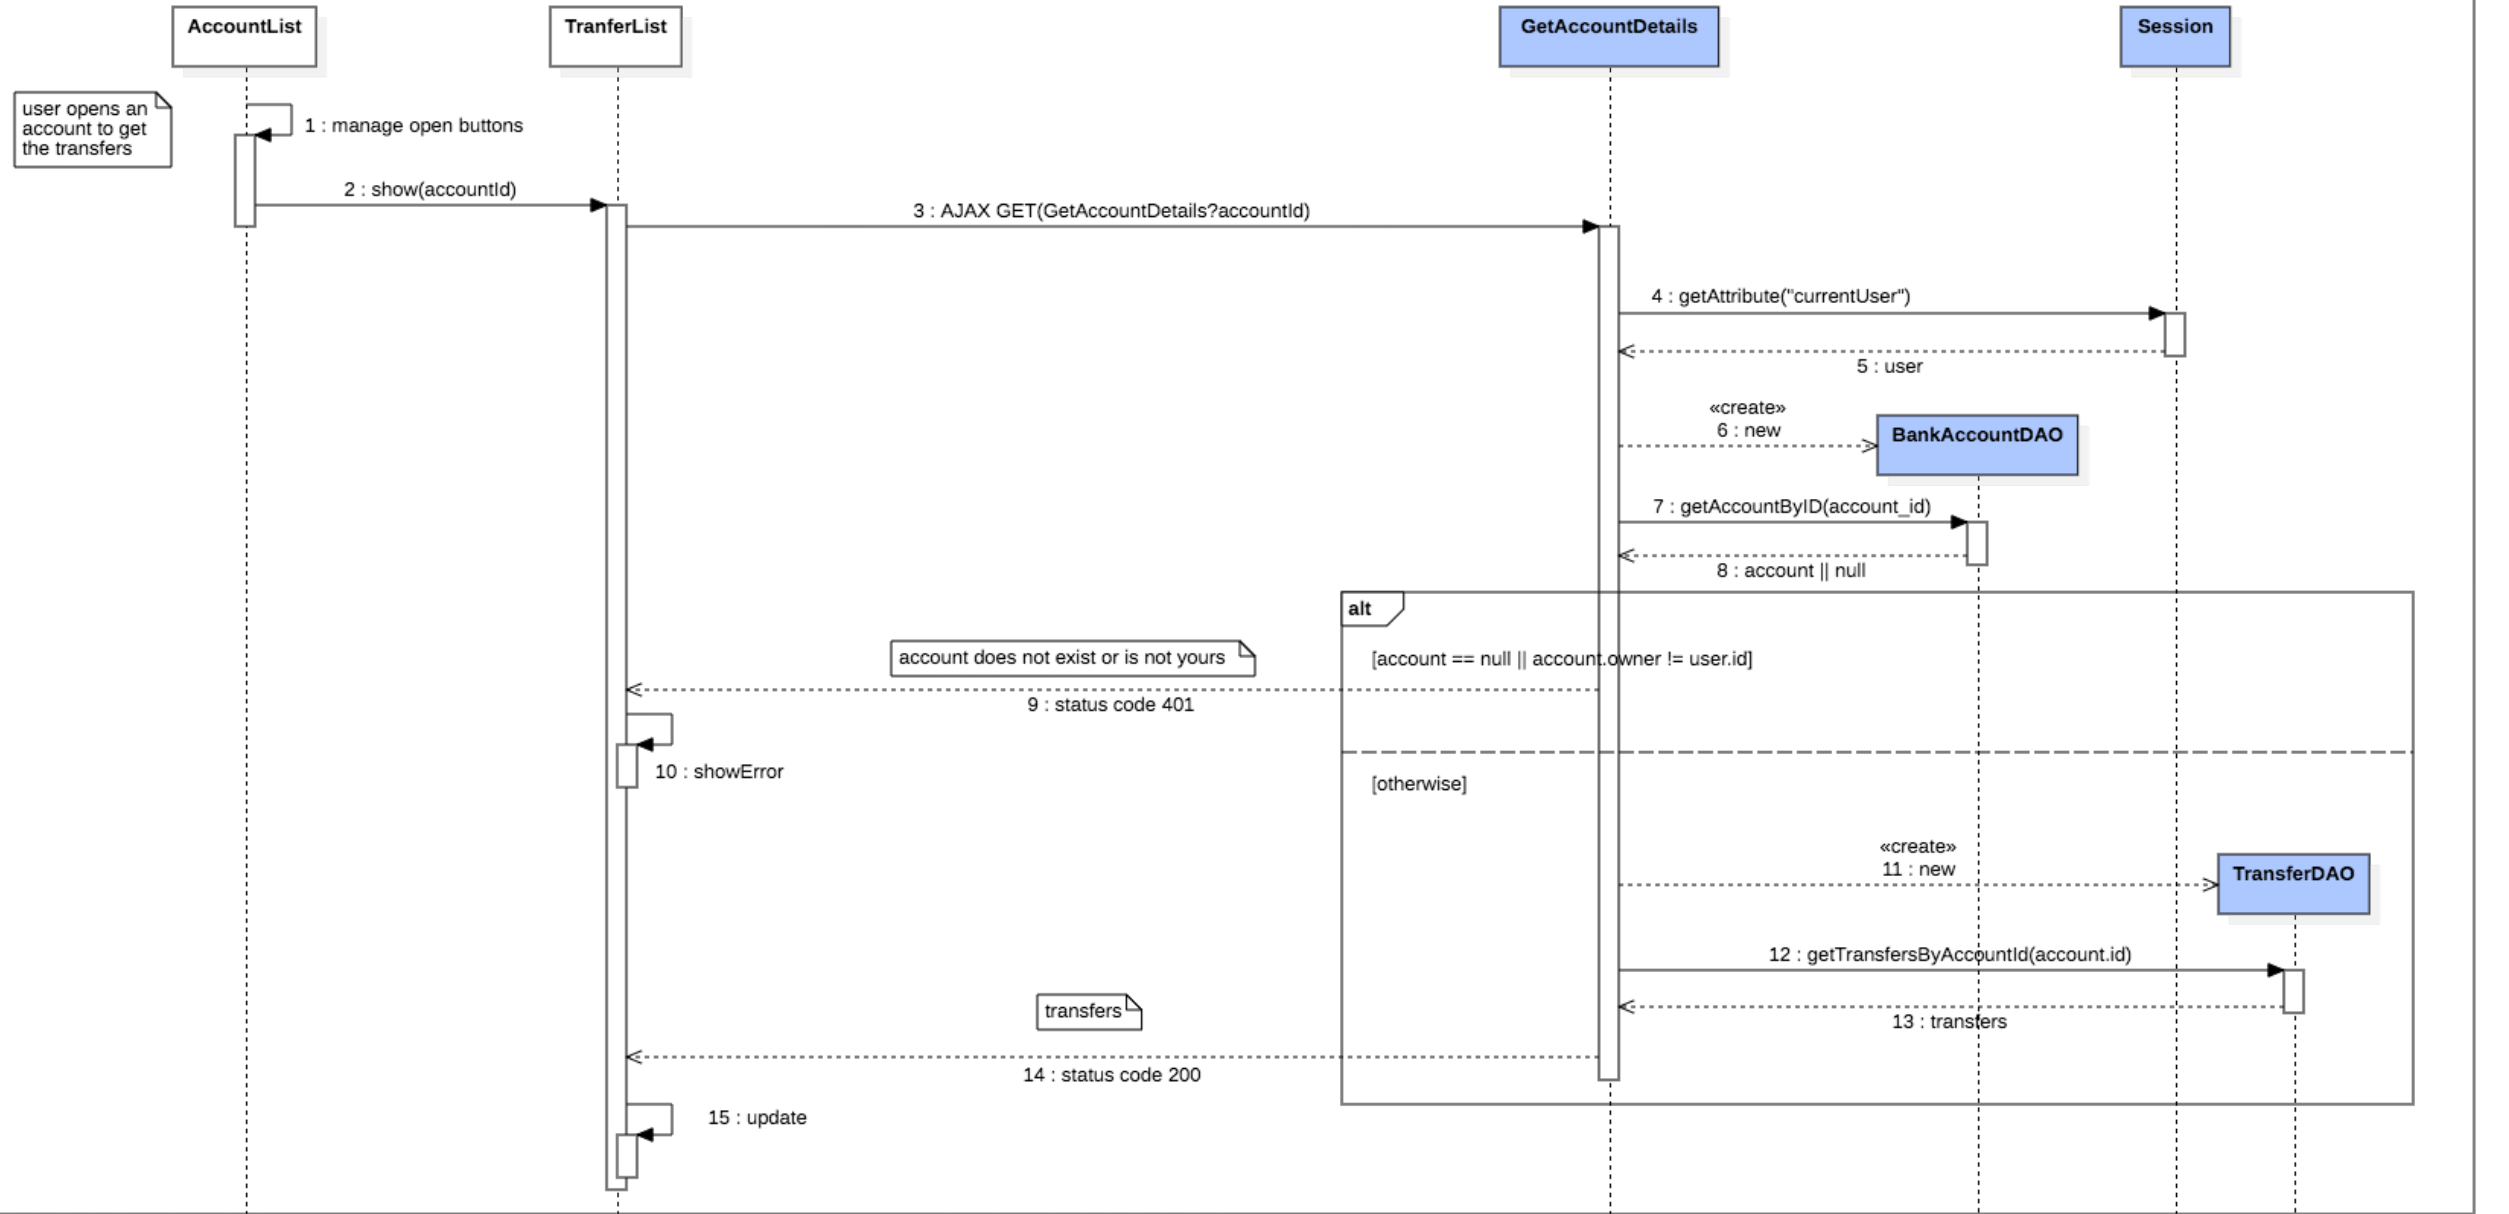 AccountList
TranferList
GetAccountDetails
Session
user opens an
account to get
the transfers
1 : manage open buttons
2 : show(accountId)
3 : AJAX GET(GetAccountDetails?accountId)
4 : getAttribute("currentUser")
5 : user
«create»
6 : new
BankAccountDAO
7 : getAccountByID(account_id)
8 : account || null
alt
account does not exist or is not yours
[account == null || account.owner != user.id]
9 : status code 401
10 : showError
[otherwise]
«create»
11 : new
TransferDAO
12 : getTransfersByAccountId(account.id)
transfers
13 : transfers
14 : status code 200
15 : update